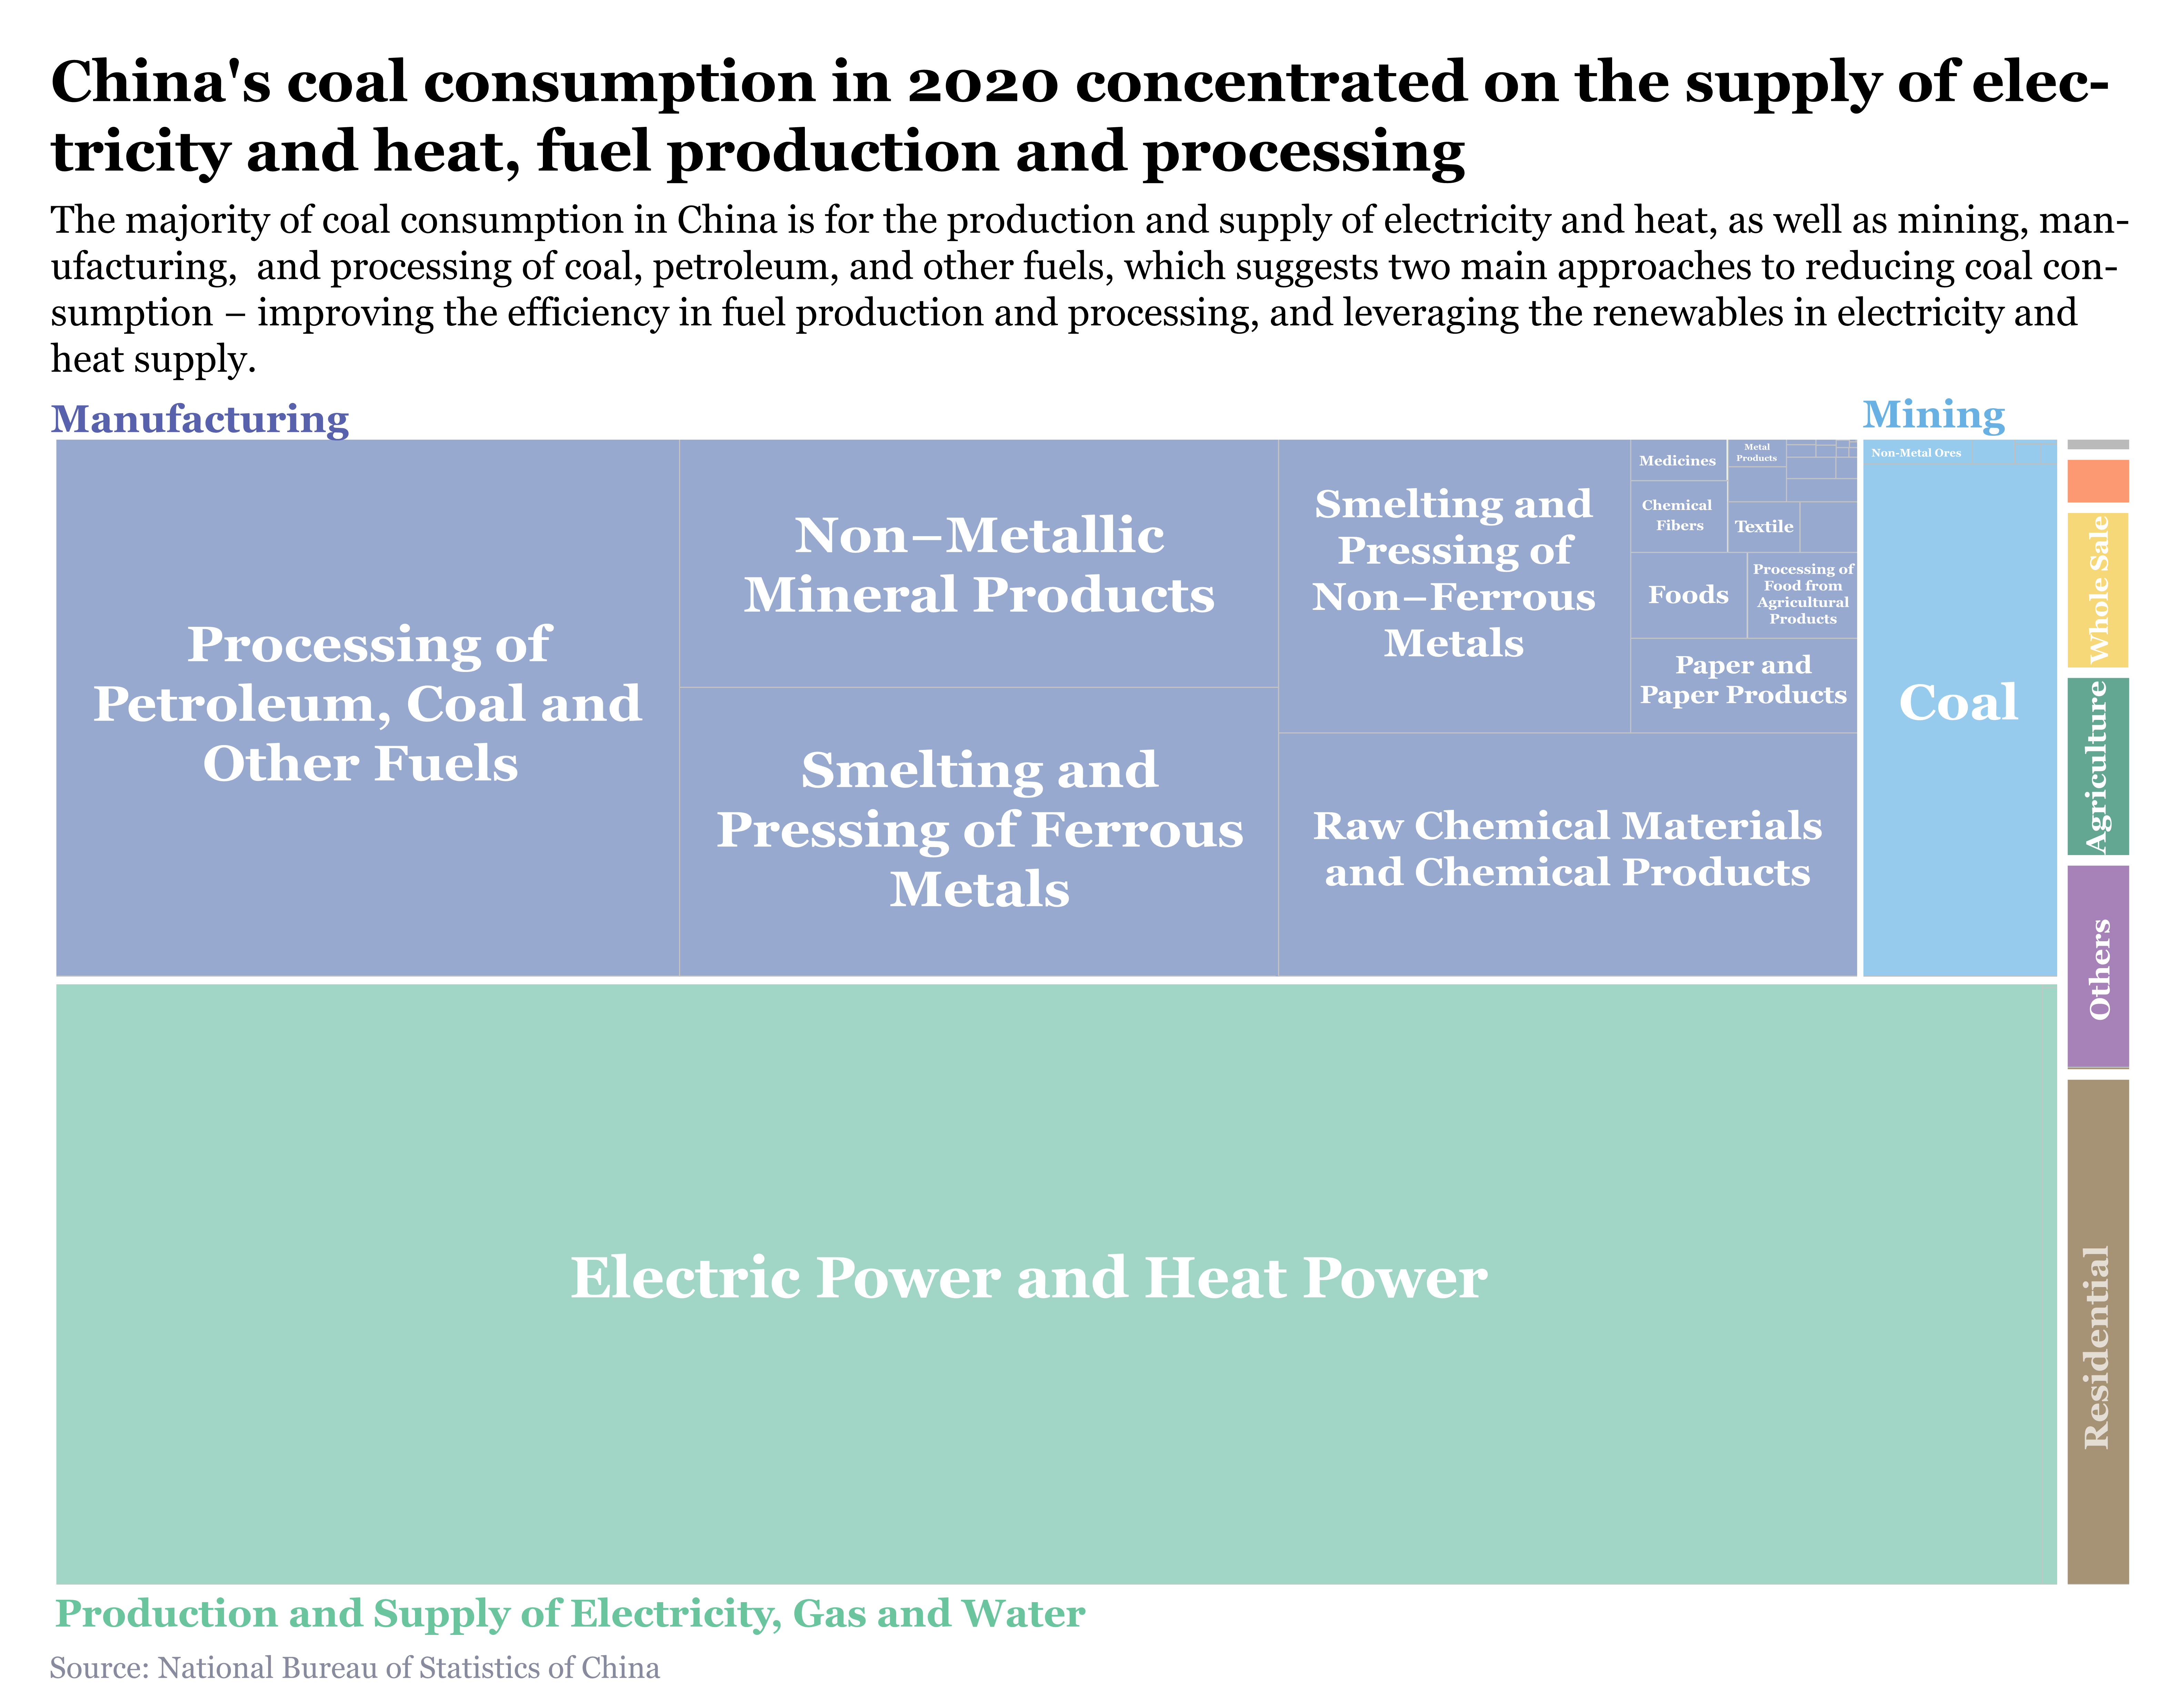 China's coal consumption in 2020 concentrated on the supply of elec-
tricity and heat, fuel production and processing
The majority of coal consumption in China is for the production and supply of electricity and heat, as well as mining, man-
ufacturing,  and processing of coal, petroleum, and other fuels, which suggests two main approaches to reducing coal con-
sumption – improving the efficiency in fuel production and processing, and leveraging the renewables in electricity and
heat supply.
Manufacturing
Processing of
Petroleum, Coal and
Other Fuels
Non–Metallic
Mineral Products
Smelting and
Pressing of Ferrous
Metals
Smelting and
Pressing of
Non–Ferrous
Metals
Raw Chemical Materials
and Chemical Products
Medicines
Chemical
Fibers
Metal
Products
Textile
Foods
Processing of
Food from
Agricultural
Products
Paper and
Paper Products
Mining
Non-Metal Ores
Coal
Whole Sale
Agriculture
Others
Residential
Electric Power and Heat Power
Production and Supply of Electricity, Gas and Water
Source: National Bureau of Statistics of China